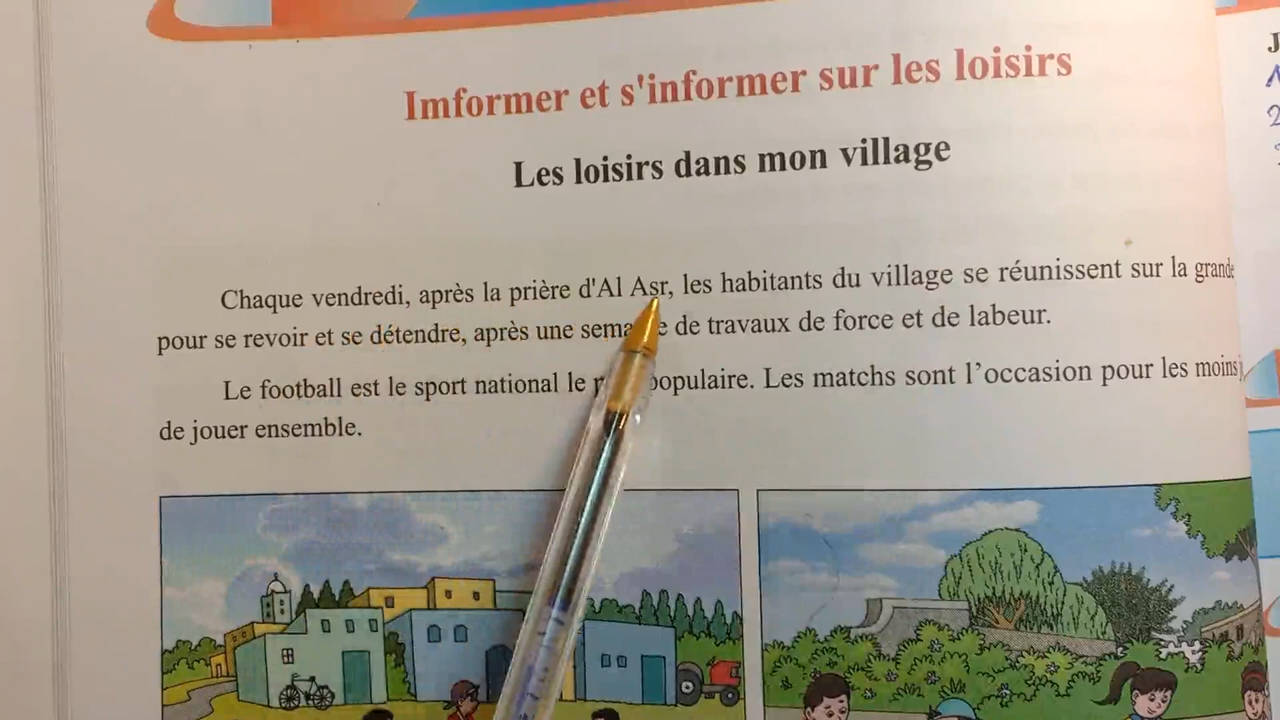 Imformer et s'informer sur les loisirs
Les loisirs dans mon village
Chaque vendredi, après la prière d'Al Asr, les habitants du village se réunissent sur la grande
pour se revoir et se détendre, après une de travaux de force et de labeur.
Le football est le sport national le populaire. Les matchs sont l’occasion pour les moins
de jouer ensemble.